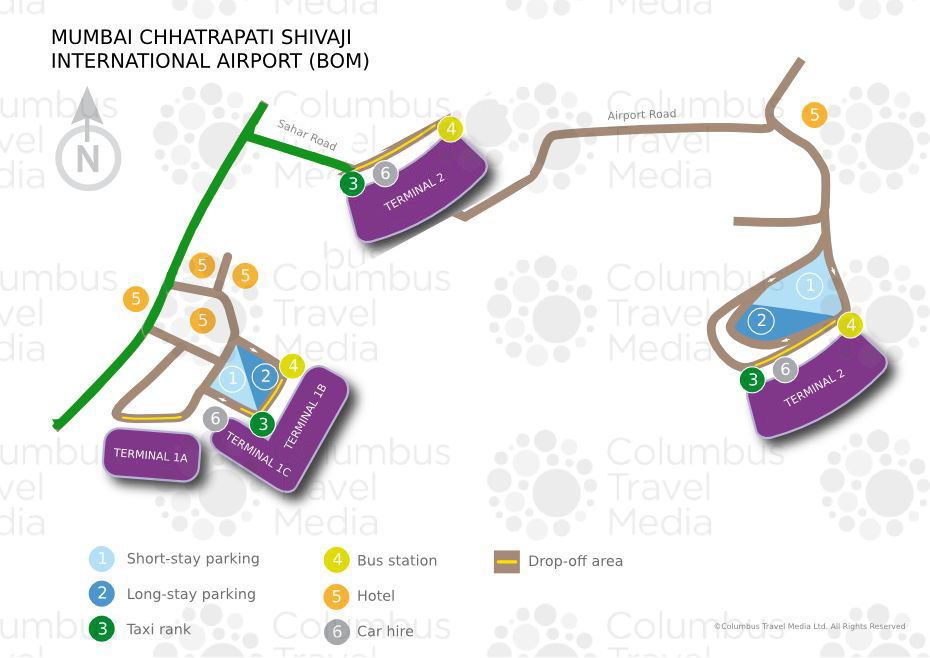 MUMBAI CHHATRAPATI SHIVAJI
INTERNATIONAL AIRPORT (BOM)
N
Sahar Road
4
Airport Road
5
3
6
TERMINAL 2
5
5
5
5
1
2
4
3
6
TERMINAL 2
1
2
4
6
3
TERMINAL 1B
TERMINAL 1C
TERMINAL 1A
1 Short-stay parking
4 Bus station
Drop-off area
2 Long-stay parking
5 Hotel
3 Taxi rank
6 Car hire
©Columbus Travel Media Ltd. All Rights Reserved
Columbus
Travel
Media